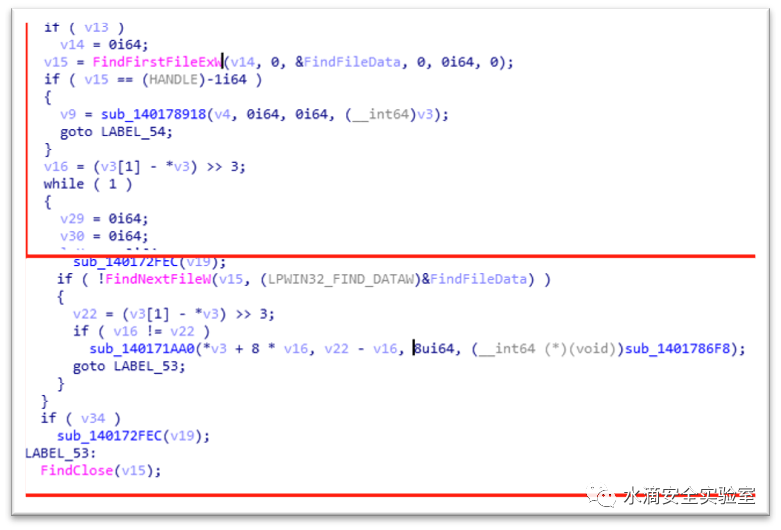 if ( v13 )
v14 = 0i64;
v15 = FindFirstFileExW(v14, 0, &FindFileData, 0, 0i64, 0);
if ( v15 == (HANDLE)-1i64 )
{
v9 = sub_140178918(v4, 0i64, 0i64, (__int64)v3);
goto LABEL_54;
}
v16 = (v3[1] - *v3) >> 3;
while ( 1 )
{
v29 = 0i64;
v30 = 0i64;
sub_140172FEC(v19);
if ( !FindNextFileW(v15, (LPWIN32_FIND_DATAW)&FindFileData) )
{
v22 = (v3[1] - *v3) >> 3;
if ( v16 != v22 )
sub_140171AA0(*v3 + 8 * v16, v22 - v16, 8ui64, (__int64 (*)(void))sub_1401786F8);
goto LABEL_53;
}
}
if ( v34 )
sub_140172FEC(v19);
LABEL_53:
FindClose(v15);
水滴安全实验室